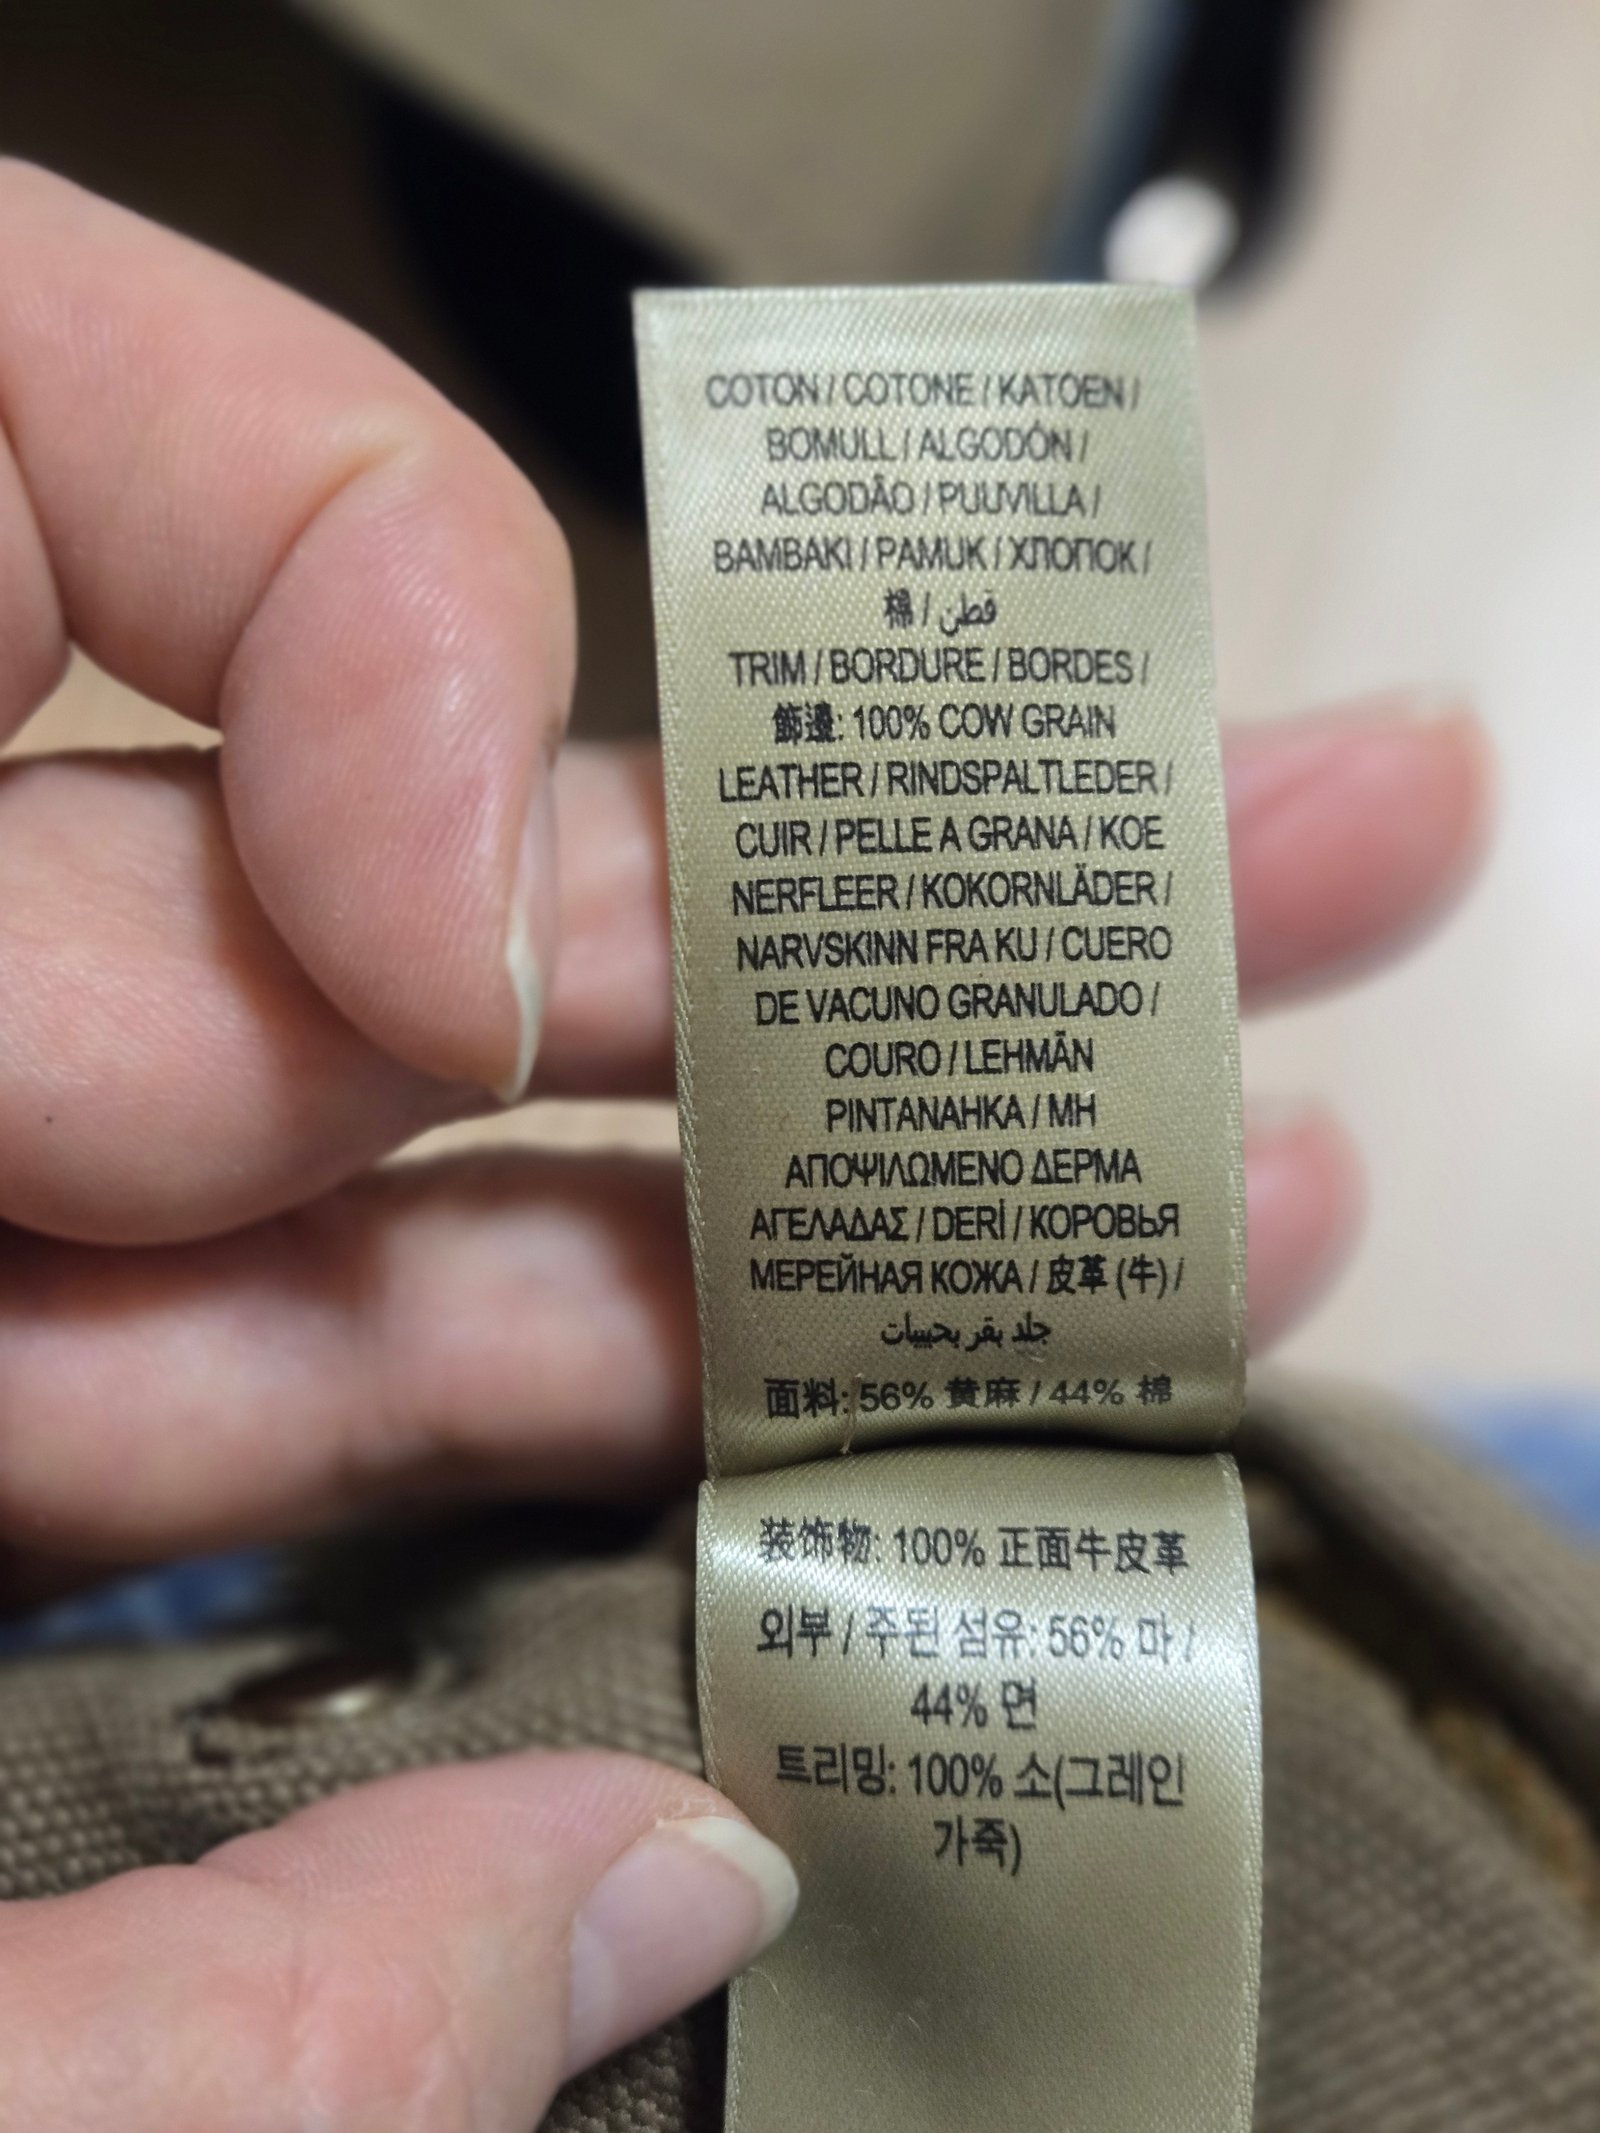 COTON / COTONE / KATOEN /
BOMULL / ALGODÓN /
ALGODÃO / PUUVILLA /
BAMBAKI / PAMUK / ХЛОПОК /
棉 / قطن
TRIM / BORDURE / BORDES /
飾邊: 100% COW GRAIN
LEATHER / RINDSPALTLEDER /
CUIR / PELLE A GRANA / KOE
NERFLEER / KOKORNLÄDER /
NARVSKINN FRA KU / CUERO
DE VACUNO GRANULADO /
COURO / LEHMÄN
PINTANAHKA / ΜΗ
ΑΠΟΨΙΛΩΜΕΝΟ ΔΕΡΜΑ
ΑΓΕΛΑΔΑΣ / DERİ / КОРОВЬЯ
МЕРЕЙНАЯ КОЖА / 皮革 (牛) /
جلد بقر بحبيبات
面料: 56% 黄麻 / 44% 棉
装饰物: 100% 正面牛皮革
외부 / 주된 섬유: 56% 마 /
44% 면
트리밍: 100% 소(그레인
가죽)